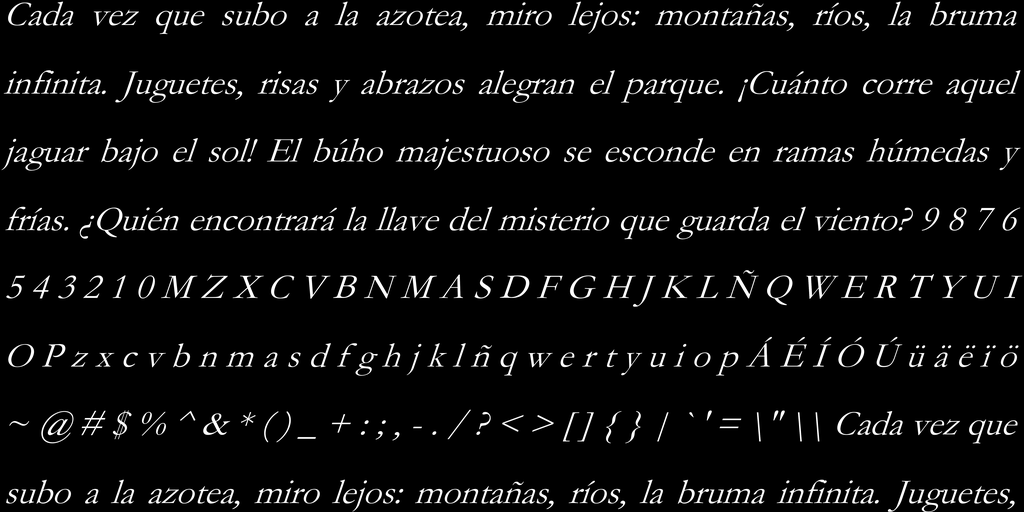 Cada vez que subo a la azotea, miro lejos: montañas, ríos, la bruma
infinita. Juguetes, risas y abrazos alegran el parque. ¡Cuánto corre aquel
jaguar bajo el sol! El búho majestuoso se esconde en ramas húmedas y
frías. ¿Quién encontrará la llave del misterio que guarda el viento? 9 8 7 6
5 4 3 2 1 0 M Z X C V B N M A S D F G H J K L Ñ Q W E R T Y U I
O P z x c v b n m a s d f g h j k l ñ q w e r t y u i o p Á É Í Ó Ú ü ä ë ï ö
~ @ # $ % ^ & * ( ) _ + : ; , - . / ? < > [ ] { } | ` ' = \" \\ Cada vez que
subo a la azotea, miro lejos: montañas, ríos, la bruma infinita. Juguetes,